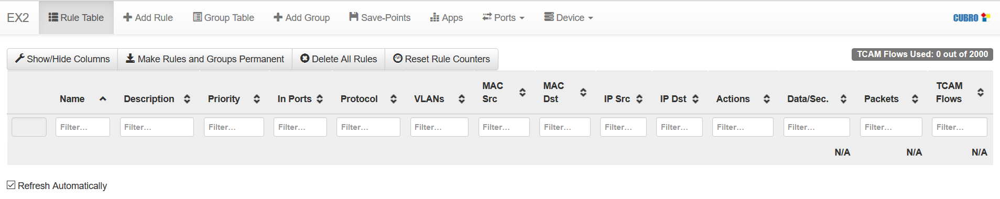 EX2 Rule Table Add Rule Group Table Add Group Save-Points Apps Ports Device CUBRO
Show/Hide Columns Make Rules and Groups Permanent Delete All Rules Reset Rule Counters
TCAM Flows Used: 0 out of 2000
Name Description Priority In Ports Protocol VLANs MAC Src MAC Dst IP Src IP Dst Actions Data/Sec. Packets TCAM Flows
Filter... Filter... Filter... Filter... Filter... Filter... Filter... Filter... Filter... Filter... Filter... Filter... Filter... Filter...
N/A N/A N/A
Refresh Automatically